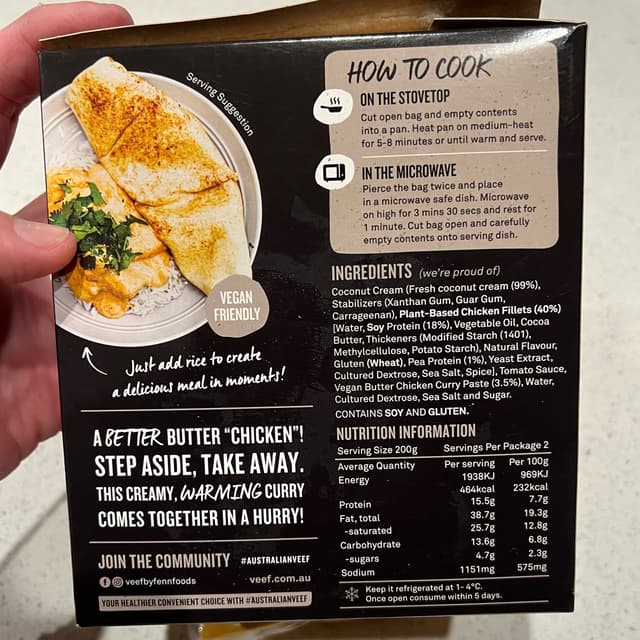 Serving Suggestion
VEGAN
FRIENDLY
Just add rice to create
a delicious meal in moments!
A BETTER BUTTER “CHICKEN”!
STEP ASIDE, TAKE AWAY.
THIS CREAMY, WARMING CURRY
COMES TOGETHER IN A HURRY!
JOIN THE COMMUNITY #AUSTRALIANVEEF
veefbyfennfoods veef.com.au
YOUR HEALTHIER CONVENIENT CHOICE WITH #AUSTRALIANVEEF
HOW TO COOK
ON THE STOVETOP
Cut open bag and empty contents
into a pan. Heat pan on medium-heat
for 5-8 minutes or until warm and serve.
IN THE MICROWAVE
Pierce the bag twice and place
in a microwave safe dish. Microwave
on high for 3 mins 30 secs and rest for
1 minute. Cut bag open and carefully
empty contents onto serving dish.
INGREDIENTS (we're proud of)
Coconut Cream (Fresh coconut cream (99%),
Stabilizers (Xanthan Gum, Guar Gum,
Carrageenan), Plant-Based Chicken Fillets (40%)
[Water, Soy Protein (18%), Vegetable Oil, Cocoa
Butter, Thickeners (Modified Starch (1401),
Methylcellulose, Potato Starch), Natural Flavour,
Gluten (Wheat), Pea Protein (1%), Yeast Extract,
Cultured Dextrose, Sea Salt, Spice], Tomato Sauce,
Vegan Butter Chicken Curry Paste (3.5%), Water,
Cultured Dextrose, Sea Salt and Sugar.
CONTAINS SOY AND GLUTEN.
NUTRITION INFORMATION
Serving Size 200g Servings Per Package 2
Average Quantity Per serving Per 100g
Energy 1938KJ 969KJ
464kcal 232kcal
Protein 15.5g 7.7g
Fat, total 38.7g 19.3g
-saturated 25.7g 12.8g
Carbohydrate 13.6g 6.8g
-sugars 4.7g 2.3g
Sodium 1151mg 575mg
Keep it refrigerated at 1- 4°C.
Once open consume within 5 days.